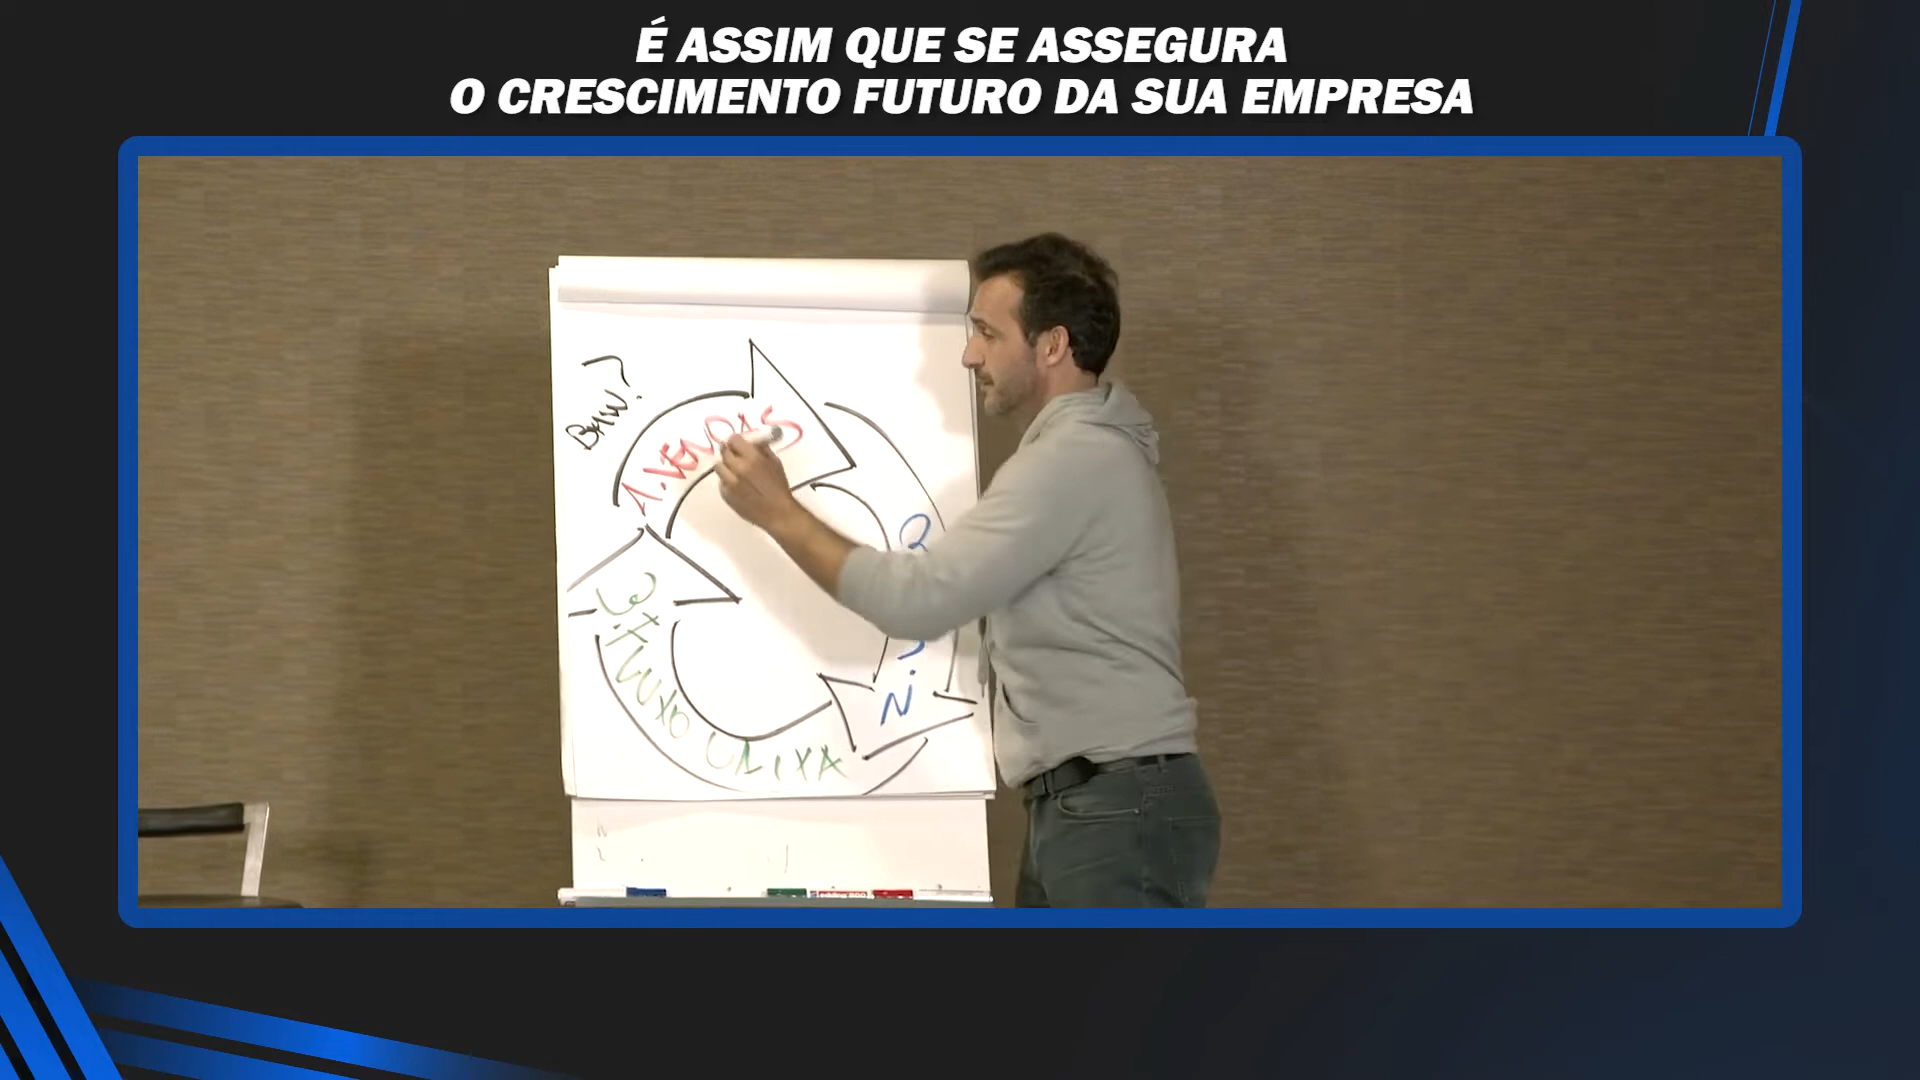 É ASSIM QUE SE ASSEGURA
O CRESCIMENTO FUTURO DA SUA EMPRESA
1. VENDAS
3. FLUXO CAIXA